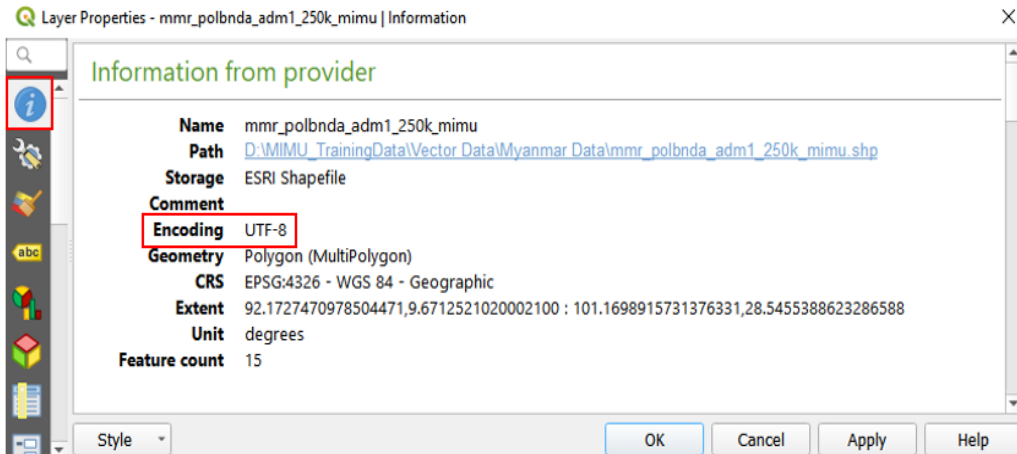 Layer Properties - mmr_polbnda_adm1_250k_mimu | Information
Information from provider
Name mmr_polbnda_adm1_250k_mimu
Path D:\MIMU_TrainingData\Vector Data\Myanmar Data\mmr_polbnda_adm1_250k_mimu.shp
Storage ESRI Shapefile
Comment
Encoding UTF-8
Geometry Polygon (MultiPolygon)
CRS EPSG:4326 - WGS 84 - Geographic
Extent 92.1727470978504471,9.6712521020002100 : 101.1698915731376331,28.5455388623286588
Unit degrees
Feature count 15
abc
Style
OK Cancel Apply Help